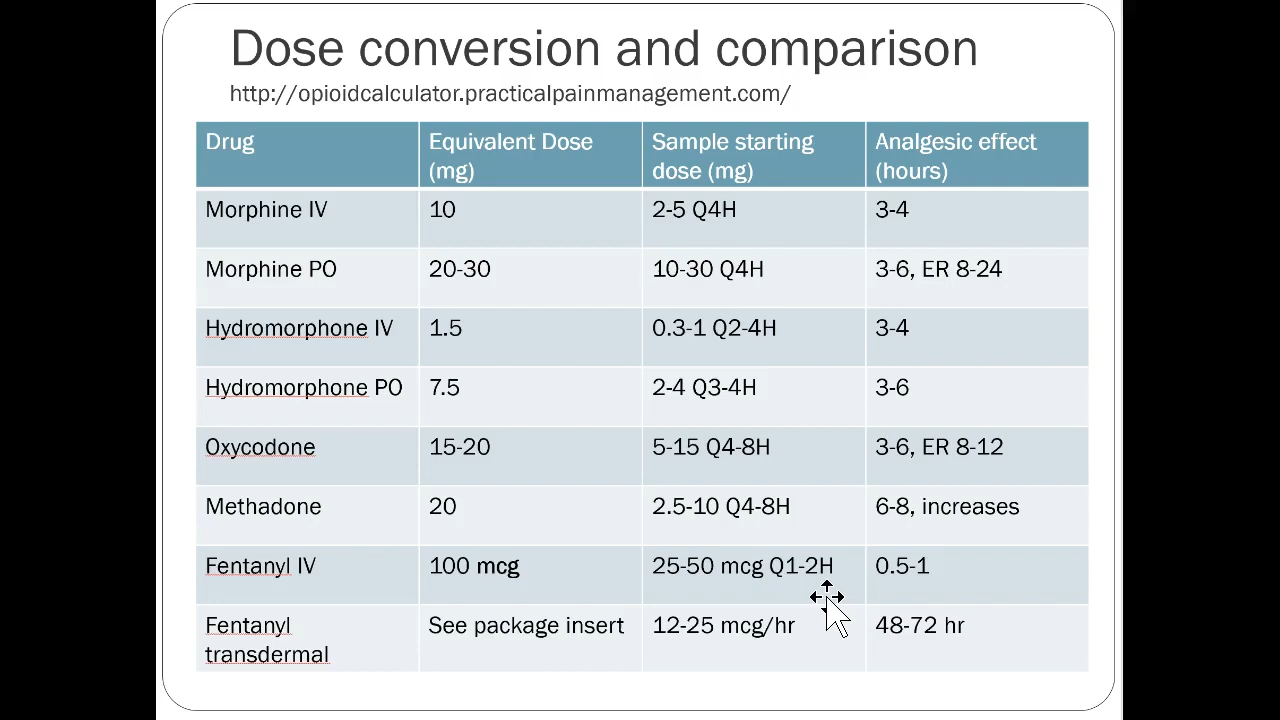 Dose conversion and comparison
http://opioidcalculator.practicalpainmanagement.com/
Drug Equivalent Dose (mg) Sample starting dose (mg) Analgesic effect (hours)
Morphine IV 10 2-5 Q4H 3-4
Morphine PO 20-30 10-30 Q4H 3-6, ER 8-24
Hydromorphone IV 1.5 0.3-1 Q2-4H 3-4
Hydromorphone PO 7.5 2-4 Q3-4H 3-6
Oxycodone 15-20 5-15 Q4-8H 3-6, ER 8-12
Methadone 20 2.5-10 Q4-8H 6-8, increases
Fentanyl IV 100 mcg 25-50 mcg Q1-2H 0.5-1
Fentanyl transdermal See package insert 12-25 mcg/hr 48-72 hr